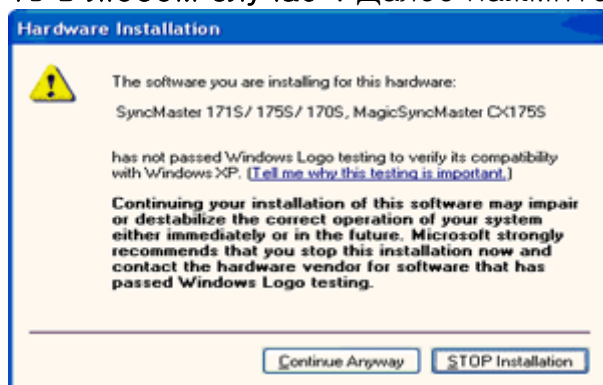 в любом случае". Далее нажмите
Hardware Installation
The software you are installing for this hardware:
SyncMaster 171S/ 175S/ 170S, MagicSyncMaster CX175S
has not passed Windows Logo testing to verify its compatibility
with Windows XP. (Tell me why this testing is important.)
Continuing your installation of this software may impair
or destabilize the correct operation of your system
either immediately or in the future. Microsoft strongly
recommends that you stop this installation now and
contact the hardware vendor for software that has
passed Windows Logo testing.
Continue Anyway
STOP Installation